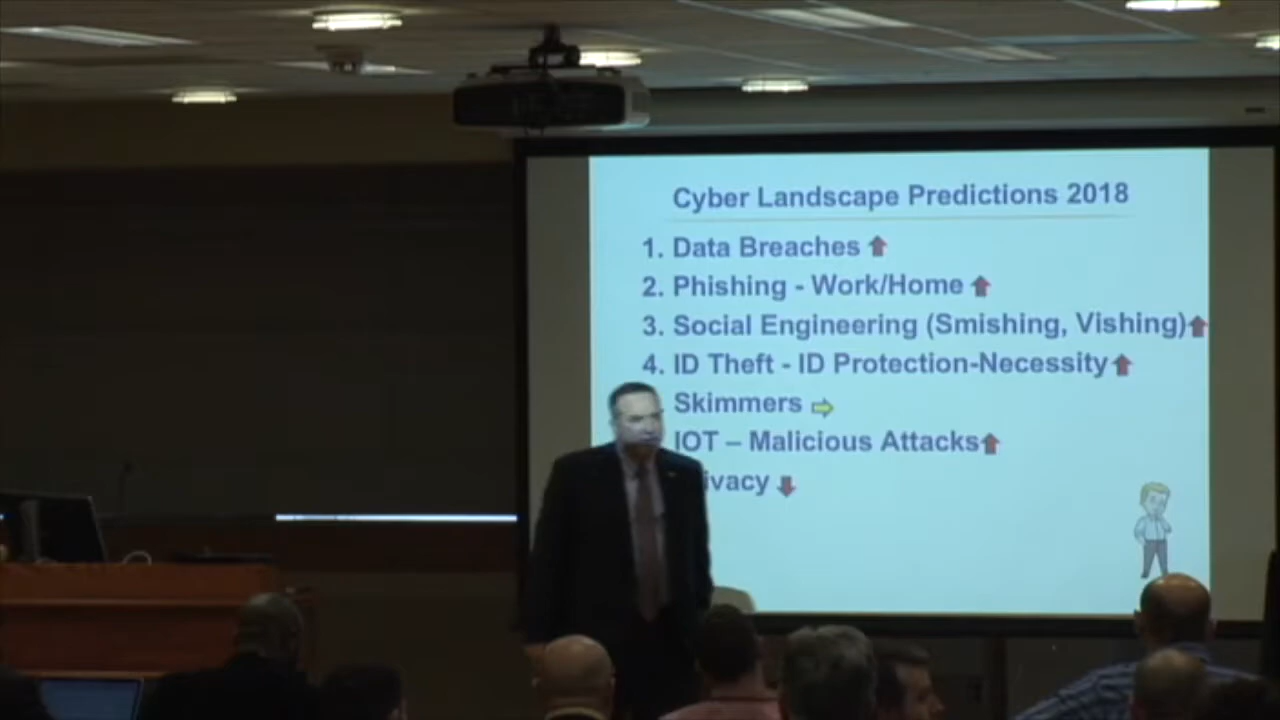 Cyber Landscape Predictions 2018
1. Data Breaches
2. Phishing - Work/Home
3. Social Engineering (Smishing, Vishing)
4. ID Theft - ID Protection-Necessity
Skimmers
IOT – Malicious Attacks
ivacy